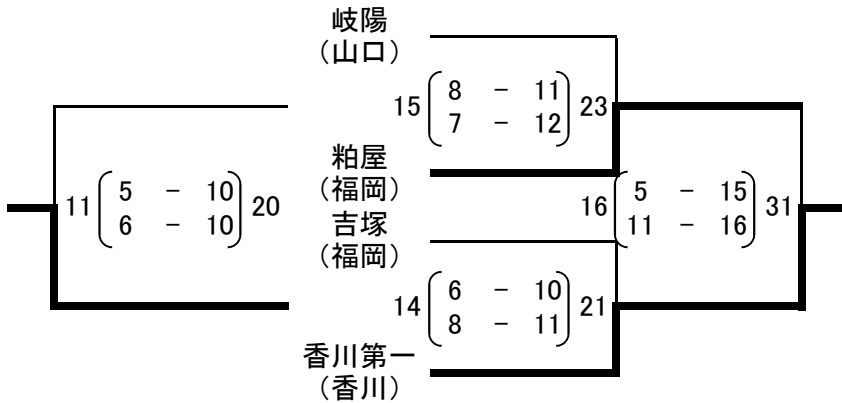 岐陽
（山口）
15 8 － 11 23
7 － 12
粕屋
（福岡）
11 5 － 10 20
6 － 10
16 5 － 15 31
11 － 16
吉塚
（福岡）
14 6 － 10 21
8 － 11
香川第一
（香川）